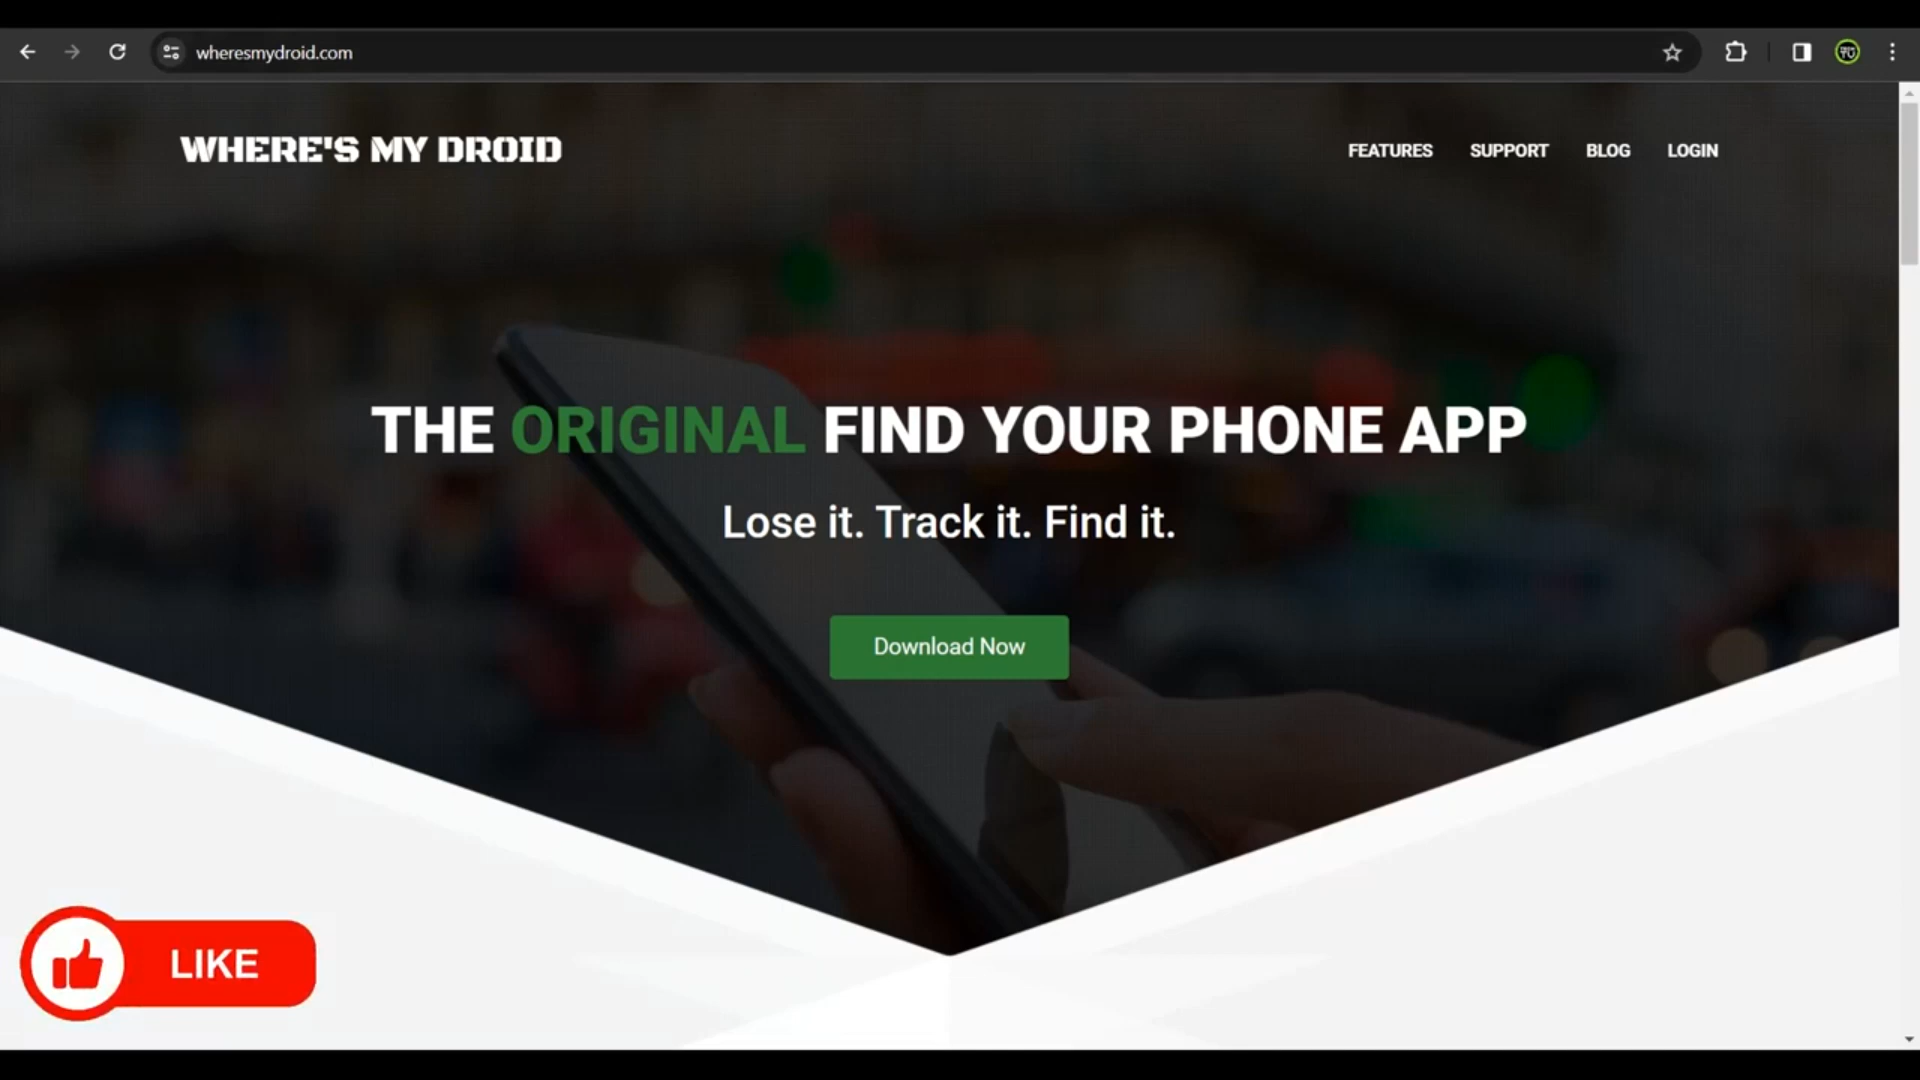 wheresmydroid.com
WHERE'S MY DROID
FEATURES SUPPORT BLOG LOGIN
THE ORIGINAL FIND YOUR PHONE APP
Lose it. Track it. Find it.
Download Now
LIKE